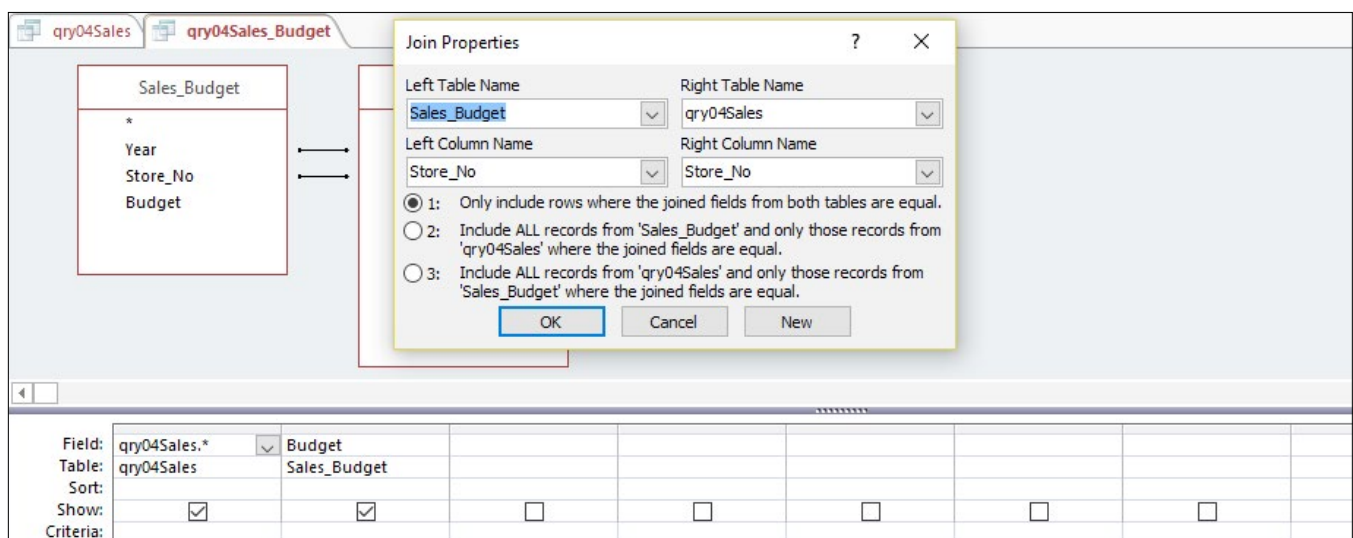 qry04Sales qry04Sales_Budget
Sales_Budget
*
Year
Store_No
Budget
Join Properties ? X
Left Table Name Right Table Name
Sales_Budget qry04Sales
Left Column Name Right Column Name
Store_No Store_No
1: Only include rows where the joined fields from both tables are equal.
2: Include ALL records from 'Sales_Budget' and only those records from
'qry04Sales' where the joined fields are equal.
3: Include ALL records from 'qry04Sales' and only those records from
'Sales_Budget' where the joined fields are equal.
OK Cancel New
Field: qry04Sales.* Budget
Table: qry04Sales Sales_Budget
Sort:
Show:
Criteria: